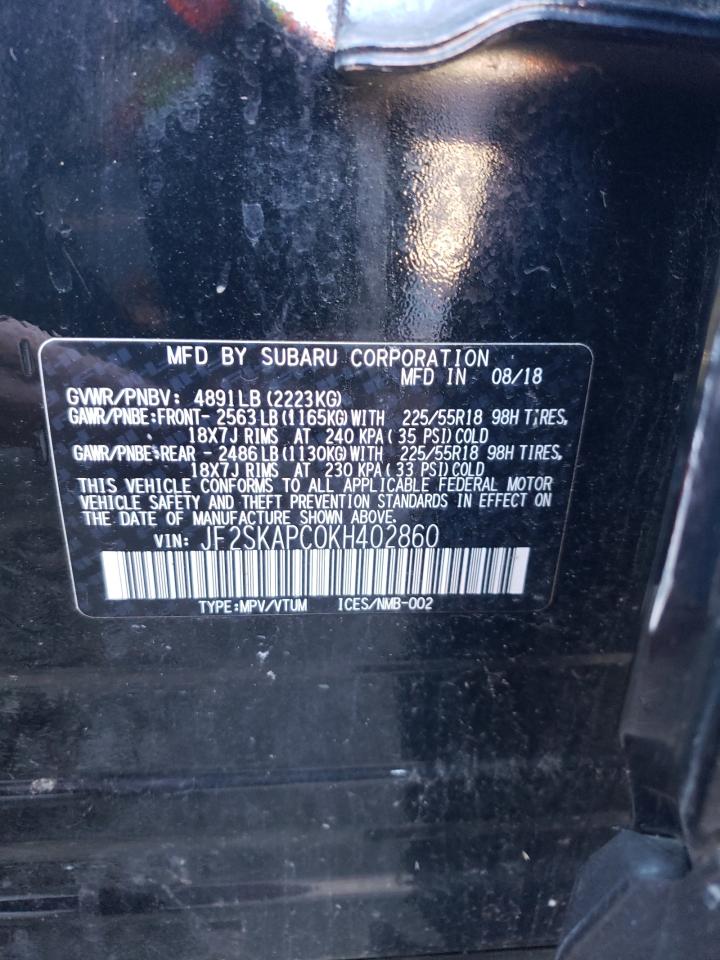 MFD BY SUBARU CORPORATION
MFD IN 08/18
GVWR/PNBV: 4891LB (2223KG)
GAWR/PNBE:FRONT- 2563 LB (1165KG) WITH 225/55R18 98H TIRES,
18X7J RIMS AT 240 KPA ( 35 PSI) COLD
GAWR/PNBE:REAR - 2486 LB (1130KG) WITH 225/55R18 98H TIRES,
18X7J RIMS AT 230 KPA ( 33 PSI) COLD
THIS VEHICLE CONFORMS TO ALL APPLICABLE FEDERAL MOTOR
VEHICLE SAFETY AND THEFT PREVENTION STANDARDS IN EFFECT ON
THE DATE OF MANUFACTURE SHOWN ABOVE.
VIN: JF2SKAPC0KH402860
TYPE:MPV/VTUM ICES/NMB-002